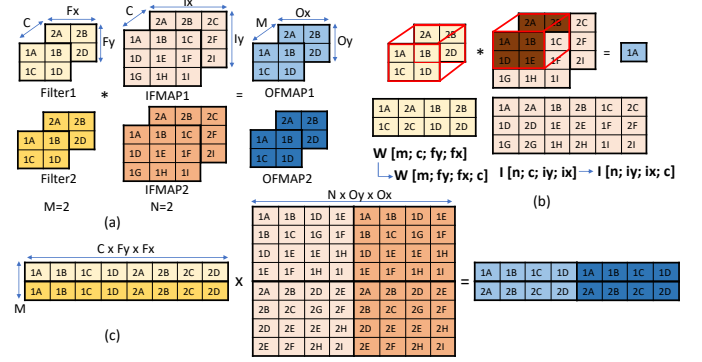 Fx
C
Fy
2A 2B
1A 1B 2D
1C 1D
Filter1
*
C
Ix
Iy
2A 2B 2C
1A 1B 1C 2F
1D 1E 1F 2I
1G 1H 1I
IFMAP1
=
M
Ox
Oy
2A 2B
1A 1B 2D
1C 1D
OFMAP1
2A 2B
1A 1B 2D
1C 1D
Filter2
2A 2B 2C
1A 1B 1C 2F
1D 1E 1F 2I
1G 1H 1I
IFMAP2
2A 2B
1A 1B 2D
1C 1D
OFMAP2
M=2
N=2
(a)
2A 2B
1A 1B 2D
1C 1D
*
2A 2B 2C
1A 1B 1C 2F
1D 1E 1F 2I
1G 1H 1I
=
1A
1A 2A 1B 2B
1C 2C 1D 2D
1A 2A 1B 2B 1C 2C
1D 2D 1E 2E 1F 2F
1G 2G 1H 2H 1I 2I
W [m; c; fy; fx]
W [m; fy; fx; c]
I [n; c; iy; ix] I [n; iy; ix; c]
(b)
C x Fy x Fx
M
1A 1B 1C 1D 2A 2B 2C 2D
1A 1B 1C 1D 2A 2B 2C 2D
(c)
X
N x Oy x Ox
1A 1B 1D 1E 1A 1B 1D 1E
1B 1C 1G 1F 1B 1C 1G 1F
1D 1E 1E 1H 1D 1E 1E 1H
1E 1F 1H 1I 1E 1F 1H 1I
2A 2B 2D 2E 2A 2B 2D 2E
2B 2C 2G 2F 2B 2C 2G 2F
2D 2E 2E 2H 2D 2E 2E 2H
2E 2F 2H 2I 2E 2F 2H 2I
=
1A 1B 1C 1D 1A 1B 1C 1D
2A 2B 2C 2D 2A 2B 2C 2D